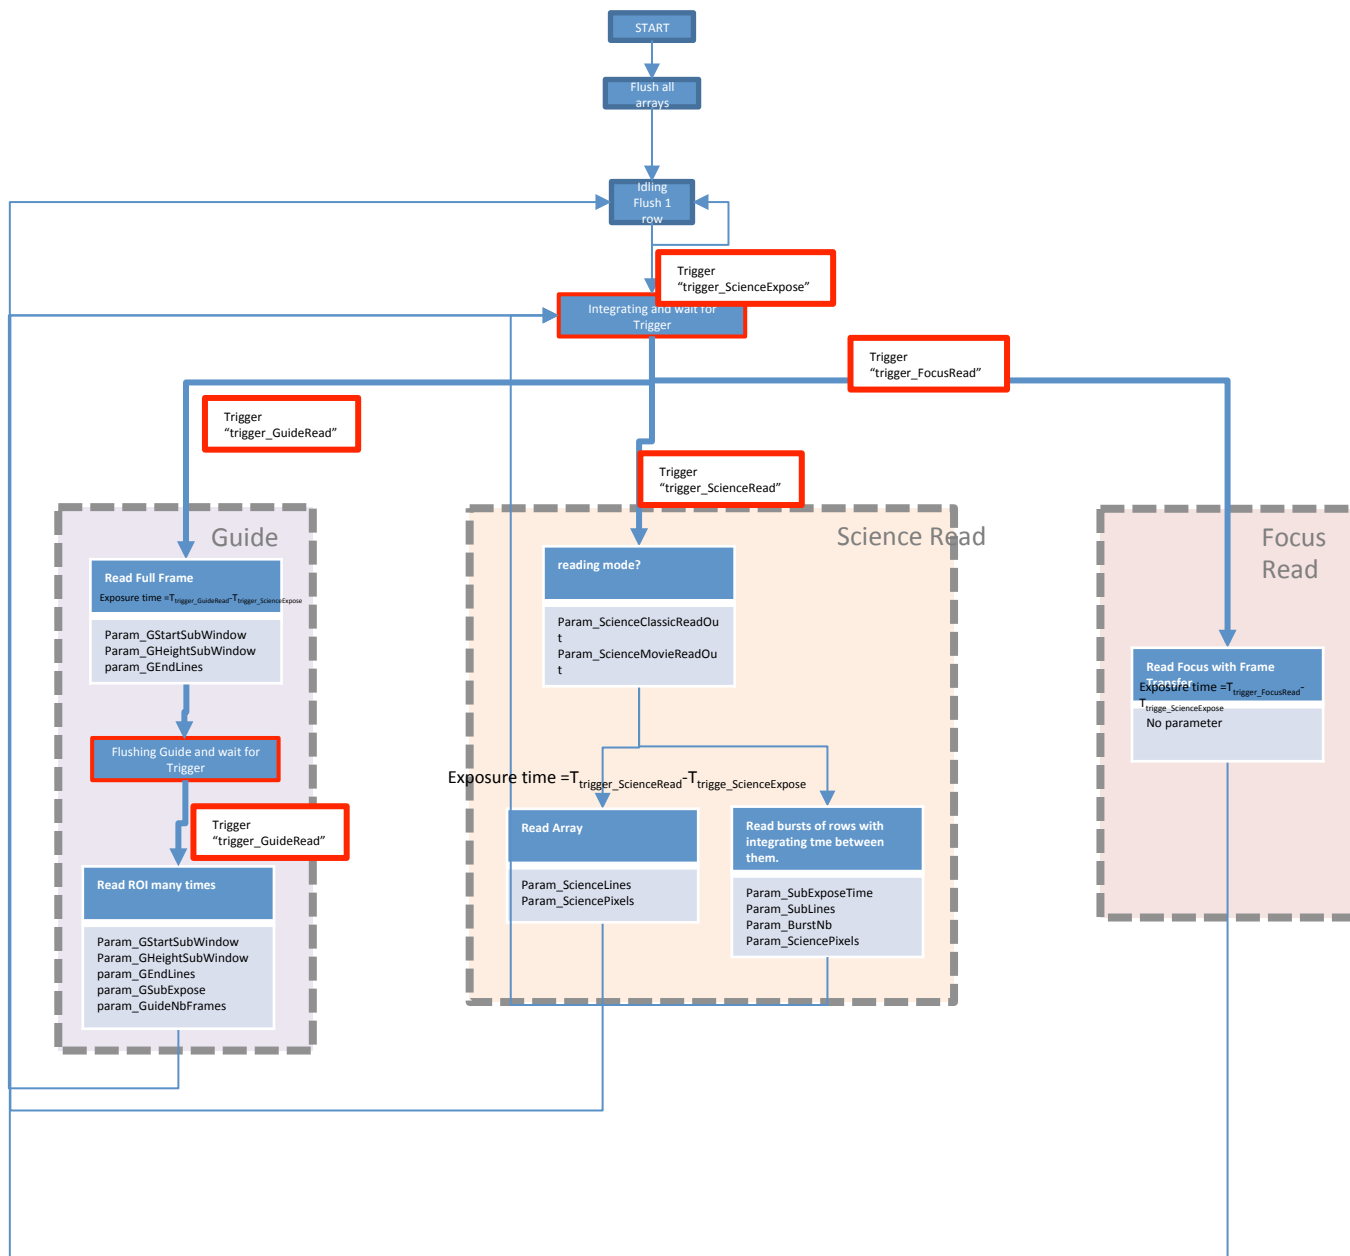 START
Flush all
arrays
Idling
Flush 1
row
Trigger
“trigger_ScienceExpose”
Integrating and wait for
Trigger
Trigger
“trigger_FocusRead”
Trigger
“trigger_GuideRead”
Trigger
“trigger_ScienceRead”
Guide
Read Full Frame
Exposure time =Ttrigger_GuideRead-Ttrigger_ScienceExpose
Param_GStartSubWindow
Param_GHeightSubWindow
param_GEndLines
Flushing Guide and wait for
Trigger
Trigger
“trigger_GuideRead”
Read ROI many times
Param_GStartSubWindow
Param_GHeightSubWindow
param_GEndLines
param_GSubExpose
param_GuideNbFrames
Science Read
reading mode?
Param_ScienceClassicReadOu
t
Param_ScienceMovieReadOu
t
Exposure time =Ttrigger_ScienceRead-Ttrigge_ScienceExpose
Read Array
Param_ScienceLines
Param_SciencePixels
Read bursts of rows with
integrating tme between
them.
Param_SubExposeTime
Param_SubLines
Param_BurstNb
Param_SciencePixels
Focus
Read
Read Focus with Frame
Transfer
Exposure time =Ttrigger_FocusRead-
Ttrigge_ScienceExpose
No parameter